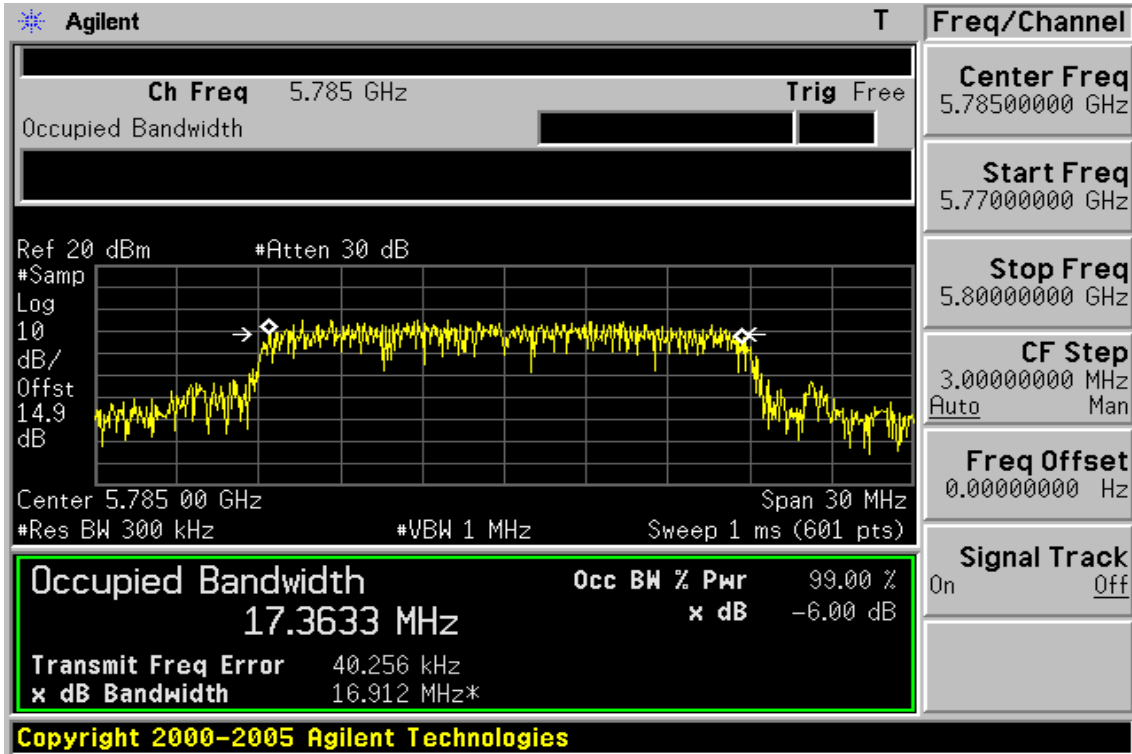 Agilent T Freq/Channel
Ch Freq 5.785 GHz Trig Free
Occupied Bandwidth
Center Freq
5.78500000 GHz
Start Freq
5.77000000 GHz
Stop Freq
5.80000000 GHz
CF Step
3.00000000 MHz
Auto Man
Freq Offset
0.00000000 Hz
Signal Track
On Off
Ref 20 dBm #Atten 30 dB
#Samp
Log
10
dB/
Offst
14.9
dB
Center 5.785 00 GHz Span 30 MHz
#Res BW 300 kHz #VBW 1 MHz Sweep 1 ms (601 pts)
Occupied Bandwidth Occ BW % Pwr 99.00 %
17.3633 MHz x dB -6.00 dB
Transmit Freq Error 40.256 kHz
x dB Bandwidth 16.912 MHz*
Copyright 2000-2005 Agilent Technologies